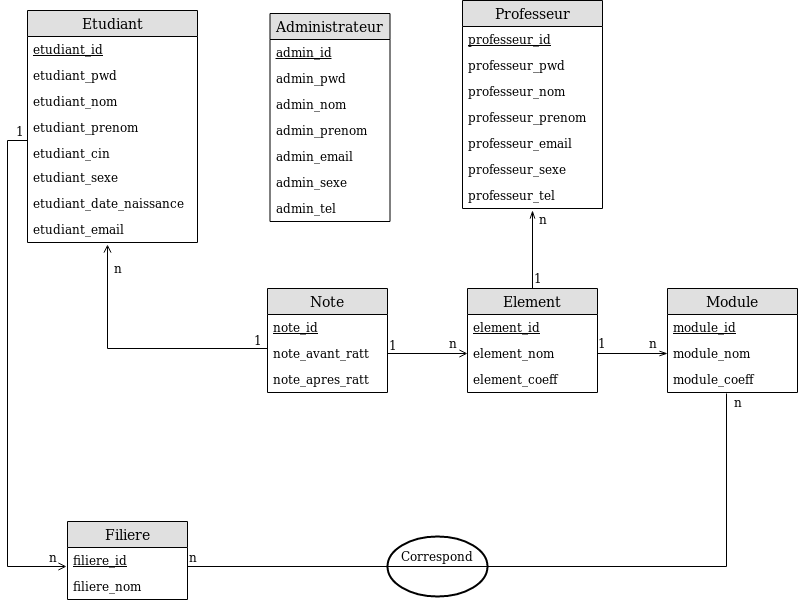 Etudiant
etudiant_id
etudiant_pwd
etudiant_nom
etudiant_prenom
etudiant_cin
etudiant_sexe
etudiant_date_naissance
etudiant_email
Administrateur
admin_id
admin_pwd
admin_nom
admin_prenom
admin_email
admin_sexe
admin_tel
Professeur
professeur_id
professeur_pwd
professeur_nom
professeur_prenom
professeur_email
professeur_sexe
professeur_tel
1
n
n
1
Note
note_id
note_avant_ratt
note_apres_ratt
1
1
n
Element
element_id
element_nom
element_coeff
1
n
Module
module_id
module_nom
module_coeff
n
Filiere
filiere_id
filiere_nom
n
n
Correspond